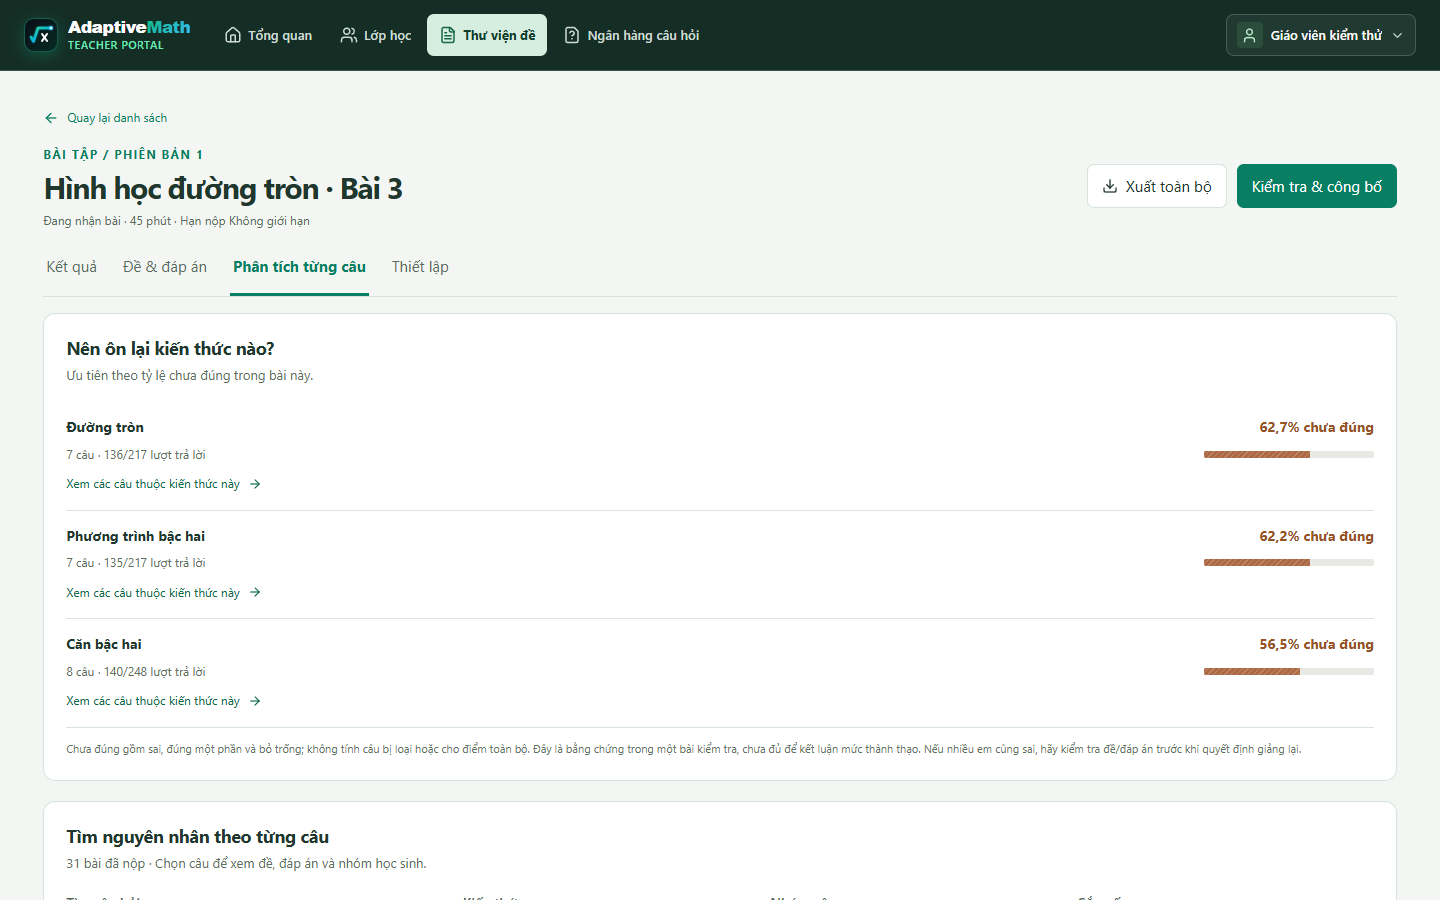 AdaptiveMath
TEACHER PORTAL
Tổng quan
Lớp học
Thư viện đề
Ngân hàng câu hỏi
Giáo viên kiểm thử
Quay lại danh sách
BÀI TẬP / PHIÊN BẢN 1
Hình học đường tròn · Bài 3
Đang nhận bài · 45 phút · Hạn nộp Không giới hạn
Xuất toàn bộ
Kiểm tra & công bố
Kết quả
Đề & đáp án
Phân tích từng câu
Thiết lập
Nên ôn lại kiến thức nào?
Ưu tiên theo tỷ lệ chưa đúng trong bài này.
Đường tròn
62,7% chưa đúng
7 câu · 136/217 lượt trả lời
Xem các câu thuộc kiến thức này
Phương trình bậc hai
62,2% chưa đúng
7 câu · 135/217 lượt trả lời
Xem các câu thuộc kiến thức này
Căn bậc hai
56,5% chưa đúng
8 câu · 140/248 lượt trả lời
Xem các câu thuộc kiến thức này
Chưa đúng gồm sai, đúng một phần và bỏ trống; không tính câu bị loại hoặc cho điểm toàn bộ. Đây là bằng chứng trong một bài kiểm tra, chưa đủ để kết luận mức thành thạo. Nếu nhiều em cùng sai, hãy kiểm tra đề/đáp án trước khi quyết định giảng lại.
Tìm nguyên nhân theo từng câu
31 bài đã nộp · Chọn câu để xem đề, đáp án và nhóm học sinh.